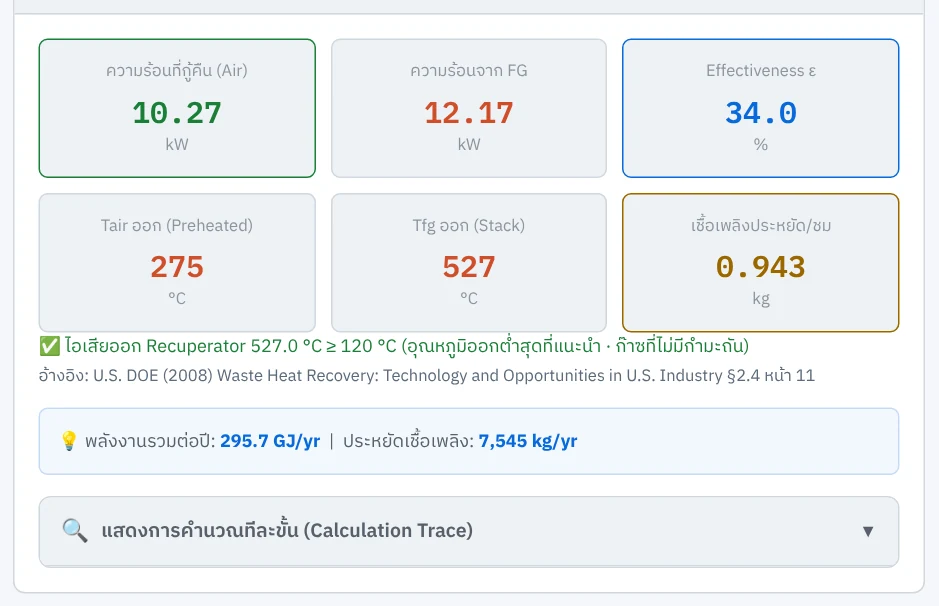 ความร้อนที่กู้คืน (Air)
10.27
kW
ความร้อนจาก FG
12.17
kW
Effectiveness ε
34.0
%
Tair ออก (Preheated)
275
°C
Tfg ออก (Stack)
527
°C
เชื้อเพลิงประหยัด/ชม
0.943
kg
✅ ไอเสียออก Recuperator 527.0 °C ≥ 120 °C (อุณหภูมิออกต่ำสุดที่แนะนำ · ก๊าซที่ไม่มีกำมะถัน)
อ้างอิง: U.S. DOE (2008) Waste Heat Recovery: Technology and Opportunities in U.S. Industry §2.4 หน้า 11
💡 พลังงานรวมต่อปี: 295.7 GJ/yr | ประหยัดเชื้อเพลิง: 7,545 kg/yr
🔍 แสดงการคำนวณทีละขั้น (Calculation Trace) ▼